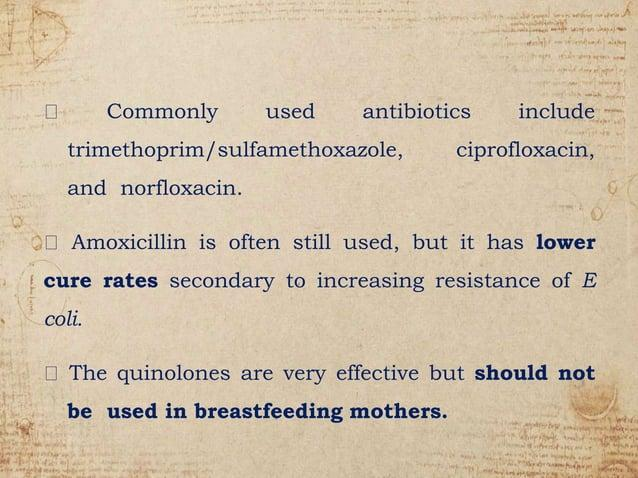 Commonly used antibiotics include
trimethoprim/sulfamethoxazole, ciprofloxacin,
and norfloxacin.
Amoxicillin is often still used, but it has lower
cure rates secondary to increasing resistance of E
coli.
The quinolones are very effective but should not
be used in breastfeeding mothers.